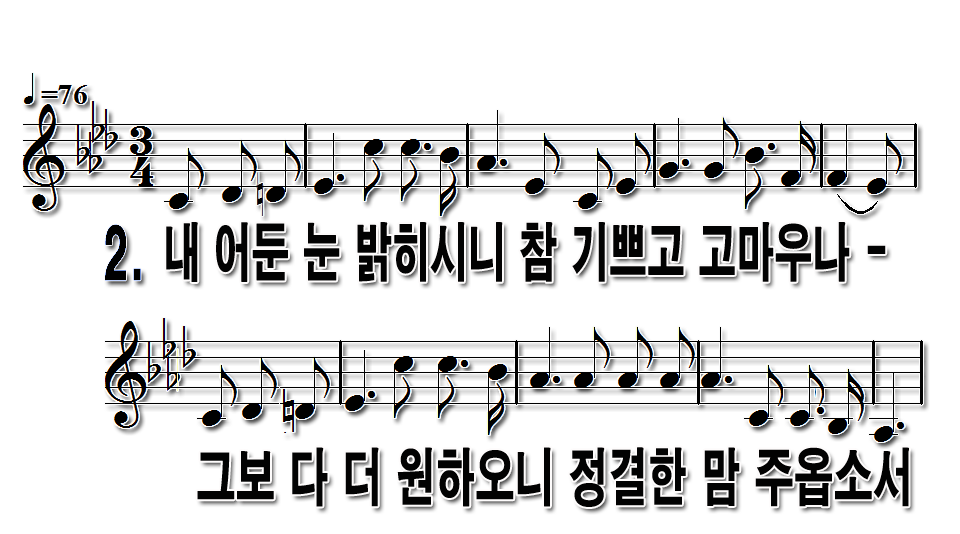 ♩=76
3
4
2. 내 어둔 눈 밝히시니 참 기쁘고 고마우나 -
그보 다 더 원하오니 정결한 맘 주옵소서